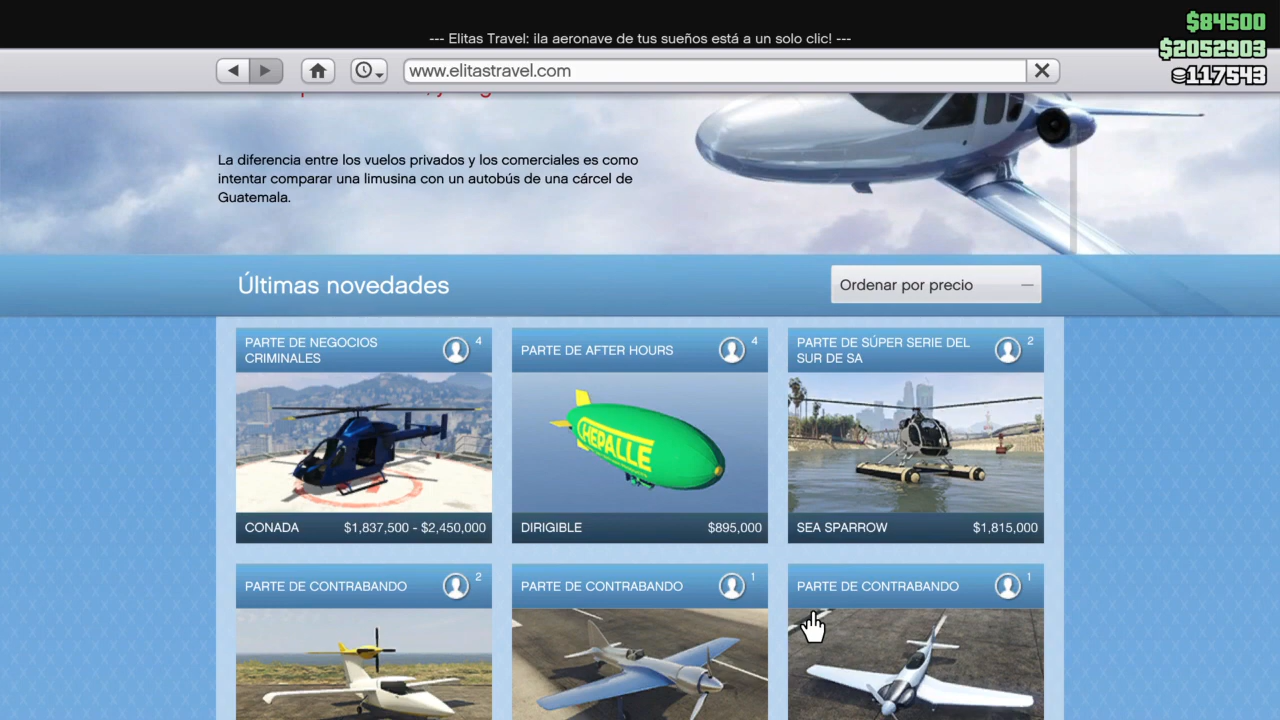 --- Elitas Travel: ¡la aeronave de tus sueños está a un solo clic! ---
$84500
$2052903
117543
www.elitastravel.com
La diferencia entre los vuelos privados y los comerciales es como
intentar comparar una limusina con un autobús de una cárcel de
Guatemala.
Últimas novedades
Ordenar por precio
PARTE DE NEGOCIOS
CRIMINALES
4
PARTE DE AFTER HOURS
4
PARTE DE SÚPER SERIE DEL
SUR DE SA
2
HEPALLE
CONADA
$1,837,500 - $2,450,000
DIRIGIBLE
$895,000
SEA SPARROW
$1,815,000
PARTE DE CONTRABANDO
2
PARTE DE CONTRABANDO
1
PARTE DE CONTRABANDO
1